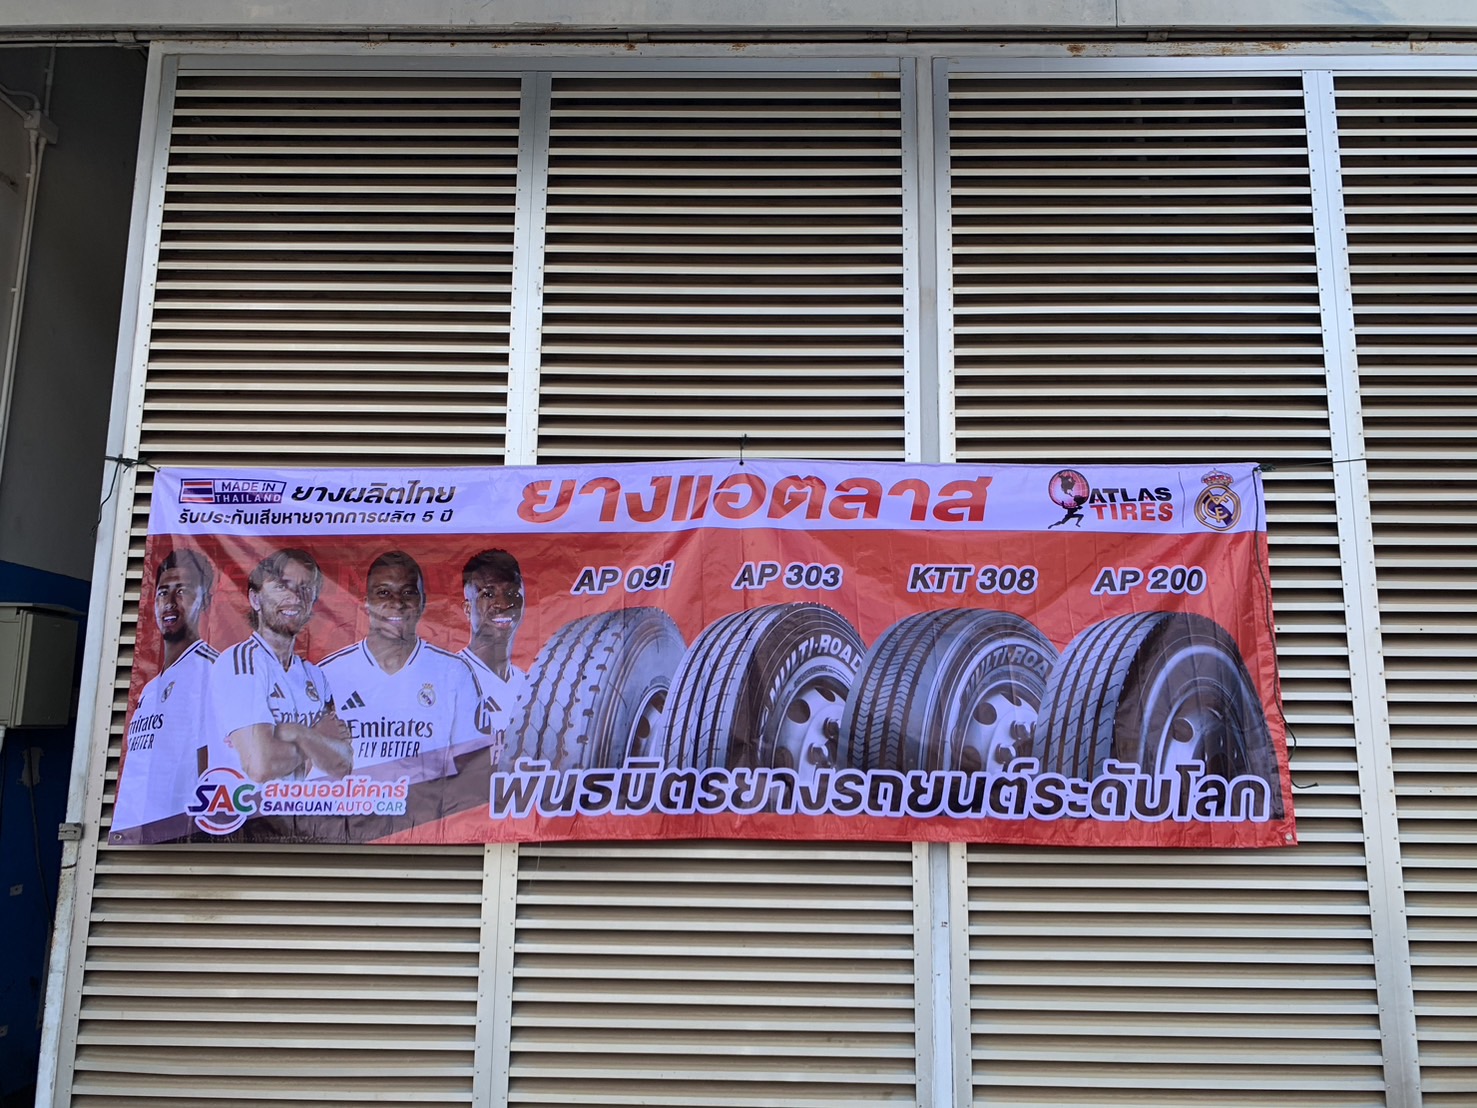 MADE IN
THAILAND
ยางผลิตไทย
รับประกันเสียหายจากการผลิต 5 ปี
ยางแอตลาส
ATLAS
TIRES
AP 09i
AP 303
KTT 308
AP 200
MULTI-ROAD
MULTI-ROA
Emirates
FLY BETTER
SAC
สงวนออโต้คาร์
SANGUAN AUTO CAR
พันธมิตรยางรถยนต์ระดับโลก